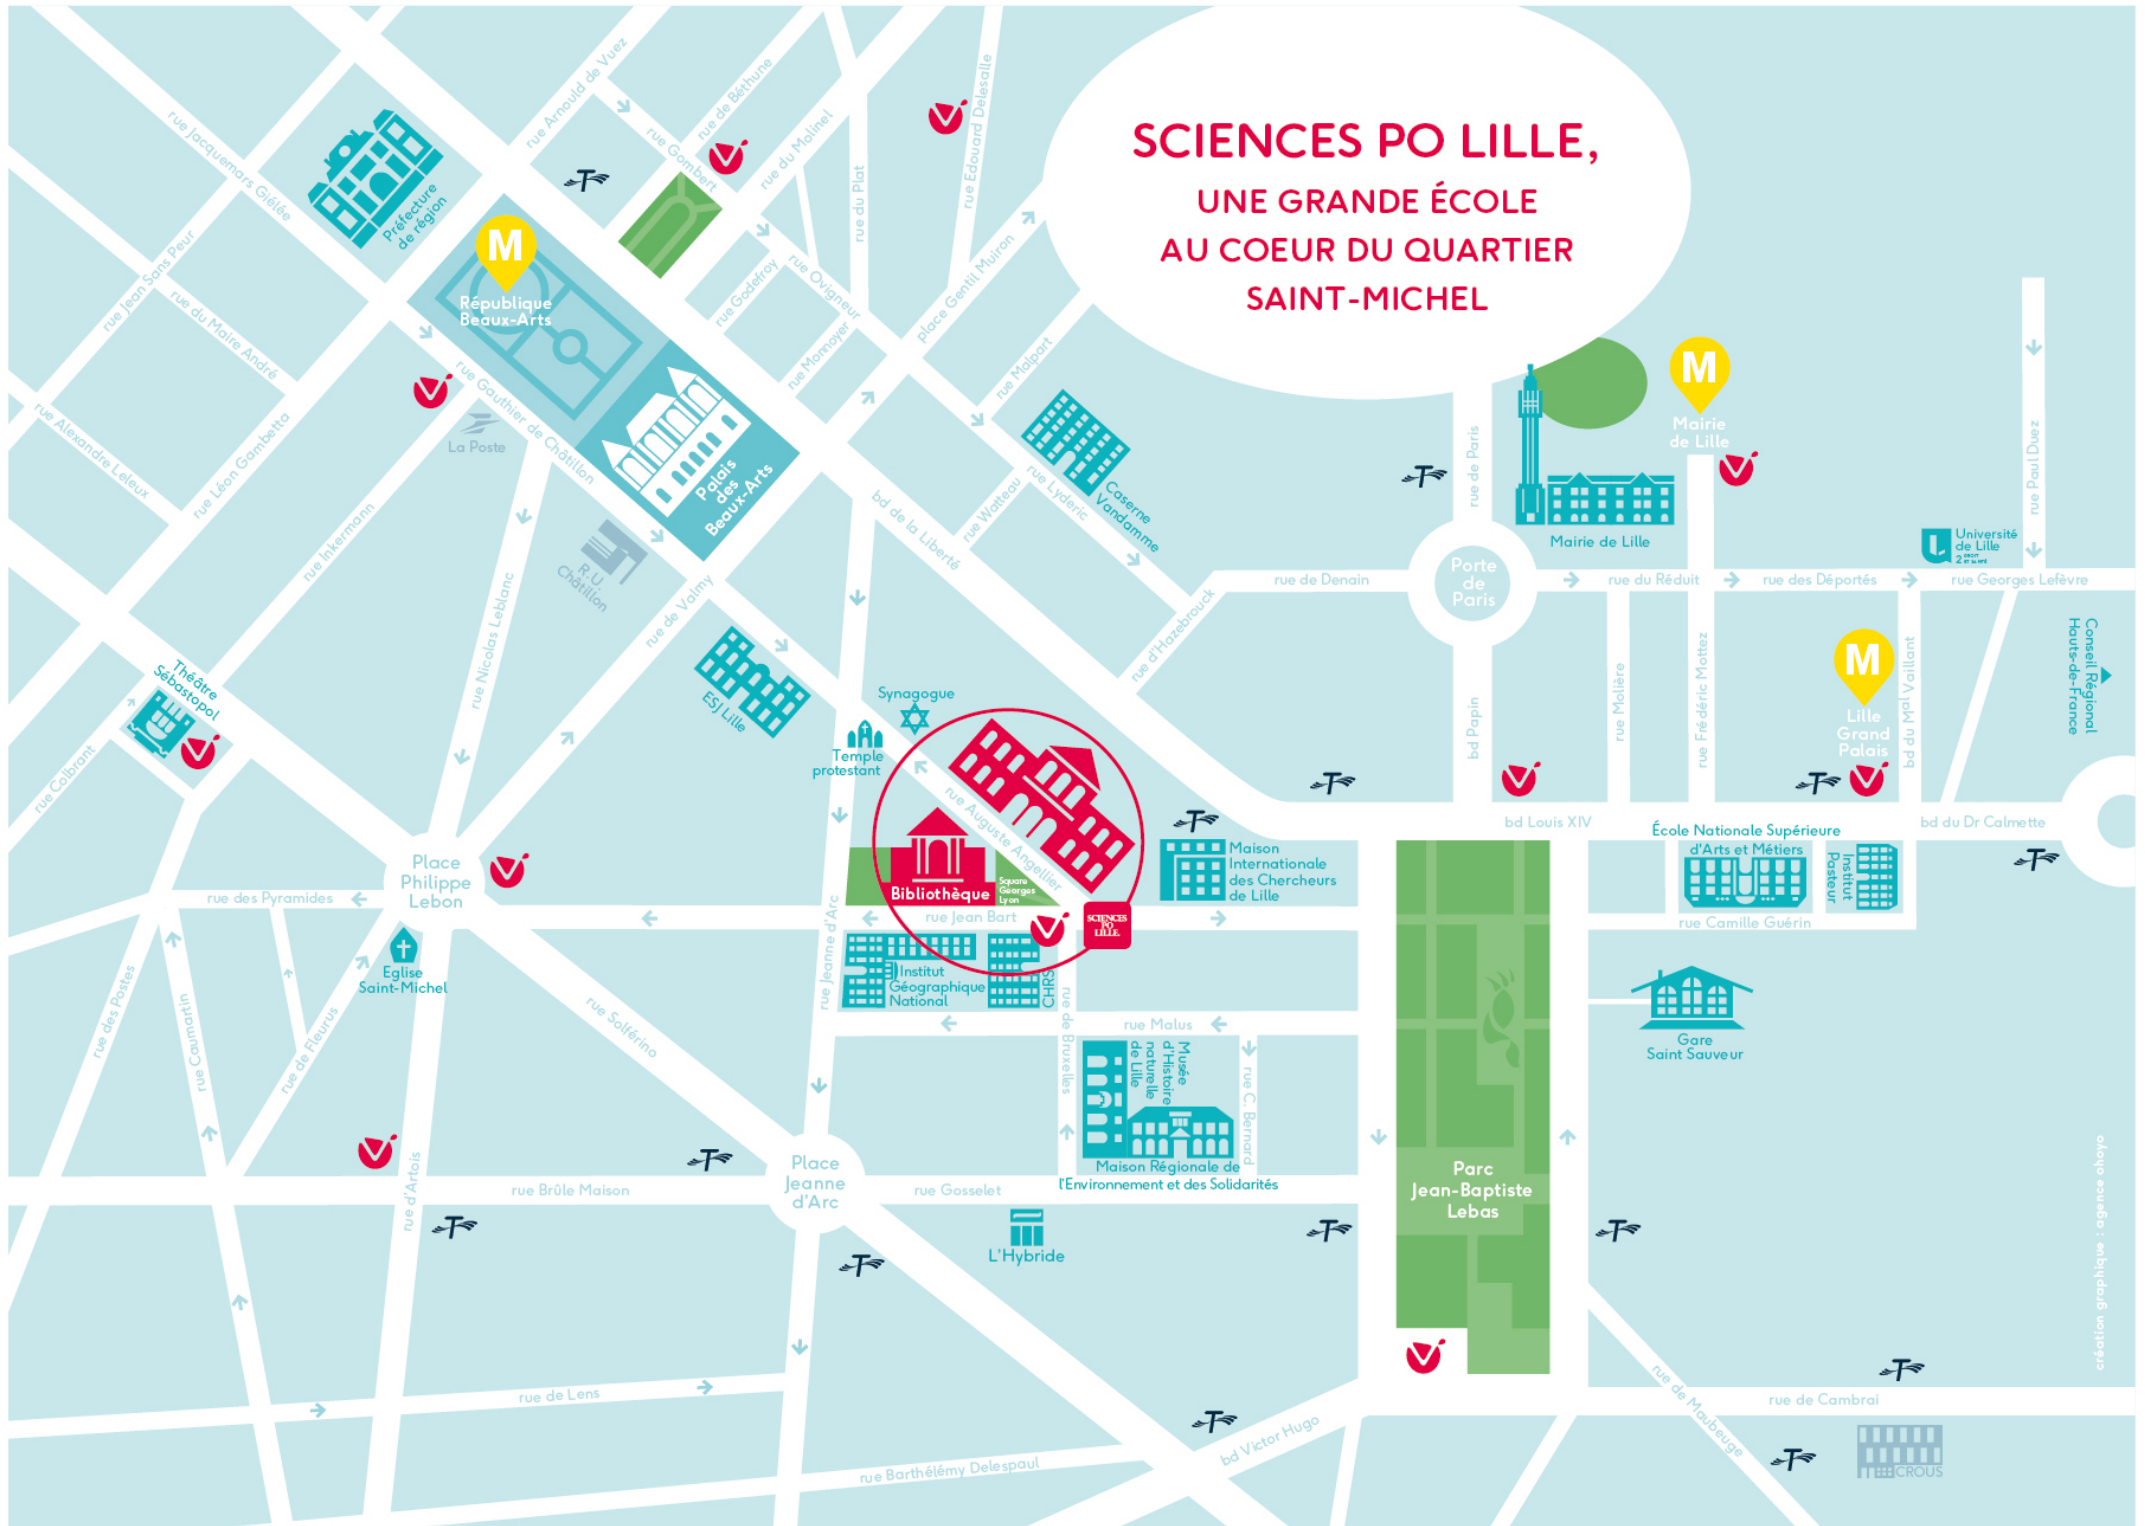 SCIENCES PO LILLE,
UNE GRANDE ÉCOLE
AU COEUR DU QUARTIER
SAINT-MICHEL
rue Jacquemars Giélée
Préfecture
de région
rue Arnould de Vuez
rue de Béthune
rue Gombert
rue du Molinel
rue du Plat
rue Edouard Delesalle
T
M
République
Beaux-Arts
rue Jean Sans Peur
rue du Maire André
rue Alexandre Leleux
rue Léon Gambetta
rue Inkermann
rue Gauthier de Châtillon
La Poste
Palais
des
Beaux-Arts
R.U.
Châtillon
rue Godefroy
rue Ovigneur
rue Monnoyer
place Gentil Muiron
rue Malpart
Caserne
Vandamme
rue Lyderic
rue Watteau
bd de la Liberté
rue de Valmy
rue Nicolas Leblanc
rue d'Hazebrouck
rue de Denain
T
rue de Paris
Porte
de
Paris
Mairie de Lille
M
Mairie
de Lille
rue du Réduit
rue des Déportés
rue Paul Duez
Université
de Lille
2
rue Georges Lefèvre
Conseil Régional
Hauts-de-France
M
Lille
Grand
Palais
bd du Mal Vaillant
rue Frédéric Mottez
rue Molière
bd Papin
Théâtre
Sébastopol
rue Colbrant
ESJ Lille
Synagogue
Temple
protestant
rue Auguste Angellier
Bibliothèque
Square
Georges
Lyon
SCIENCES
PO
LILLE
T
T
T
Maison
Internationale
des Chercheurs
de Lille
bd Louis XIV
bd du Dr Calmette
École Nationale Supérieure
d'Arts et Métiers
Institut
Pasteur
T
rue Camille Guérin
Place
Philippe
Lebon
rue des Pyramides
rue Jean Bart
rue Jeanne d'Arc
Institut
Géographique
National
CHRS
Eglise
Saint-Michel
rue des Postes
rue Caumartin
rue de Fleurus
rue Solférino
rue de Bruxelles
rue Malus
rue C. Bernard
Musée
d'Histoire
naturelle
de Lille
Maison Régionale de
l'Environnement et des Solidarités
Gare
Saint Sauveur
Parc
Jean-Baptiste
Lebas
Place
Jeanne
d'Arc
rue Brûle Maison
rue d'Artois
rue Gosselet
L'Hybride
T
T
T
T
T
rue de Lens
rue Barthélémy Delespaul
bd Victor Hugo
T
rue de Maubeuge
rue de Cambrai
T
T
CROUS
création graphique : agence ohoyo